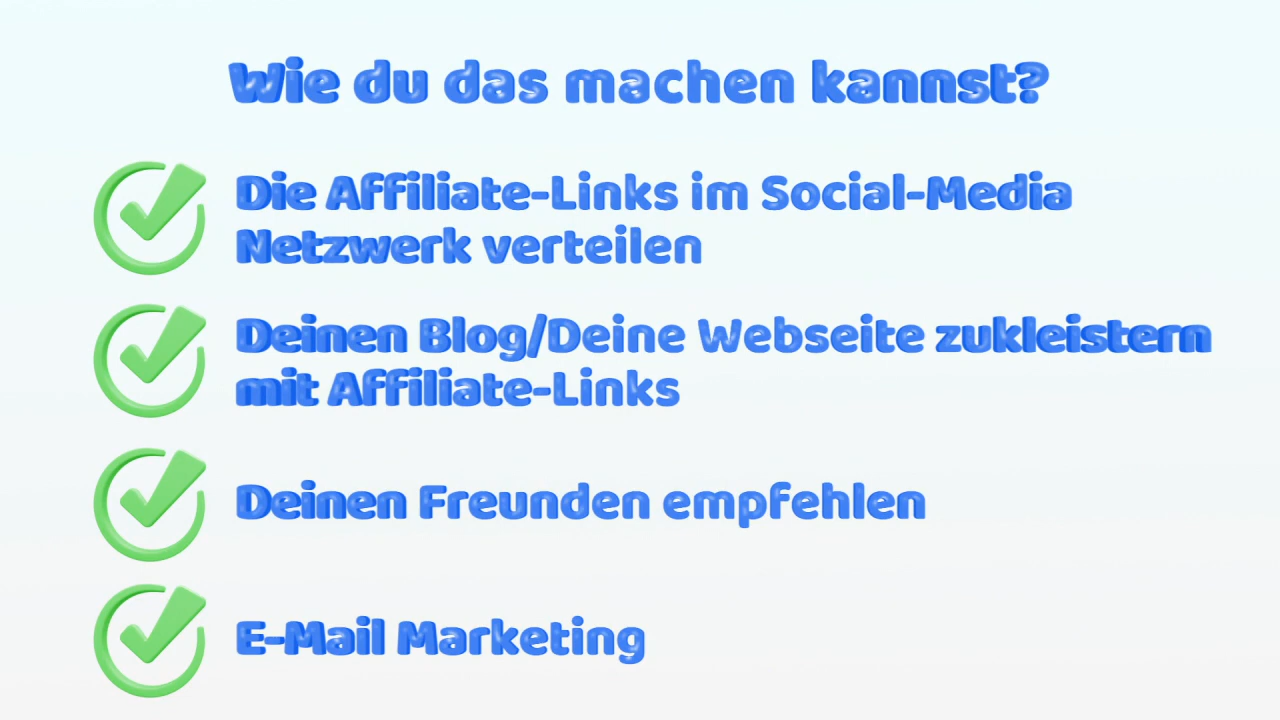 Wie du das machen kannst?
Die Affiliate-Links im Social-Media
Netzwerk verteilen
Deinen Blog/Deine Webseite zukleistern
mit Affiliate-Links
Deinen Freunden empfehlen
E-Mail Marketing